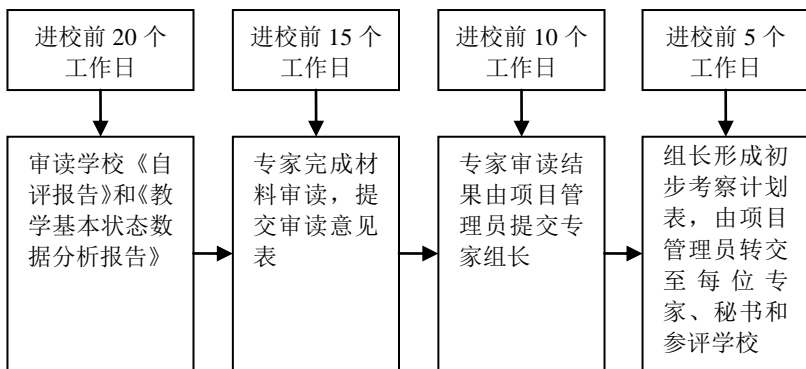 进校前 20 个
工作日
进校前 15 个
工作日
进校前 10 个
工作日
进校前 5 个
工作日
审读学校《自
评报告》和《教
学基本状态数
据分析报告》
专家完成材
料审读，提
交审读意见
表
专家审读结
果由项目管
理员提交专
家组长
组长形成初
步考察计划
表，由项目
管理员转交
至每位专
家、秘书和
参评学校